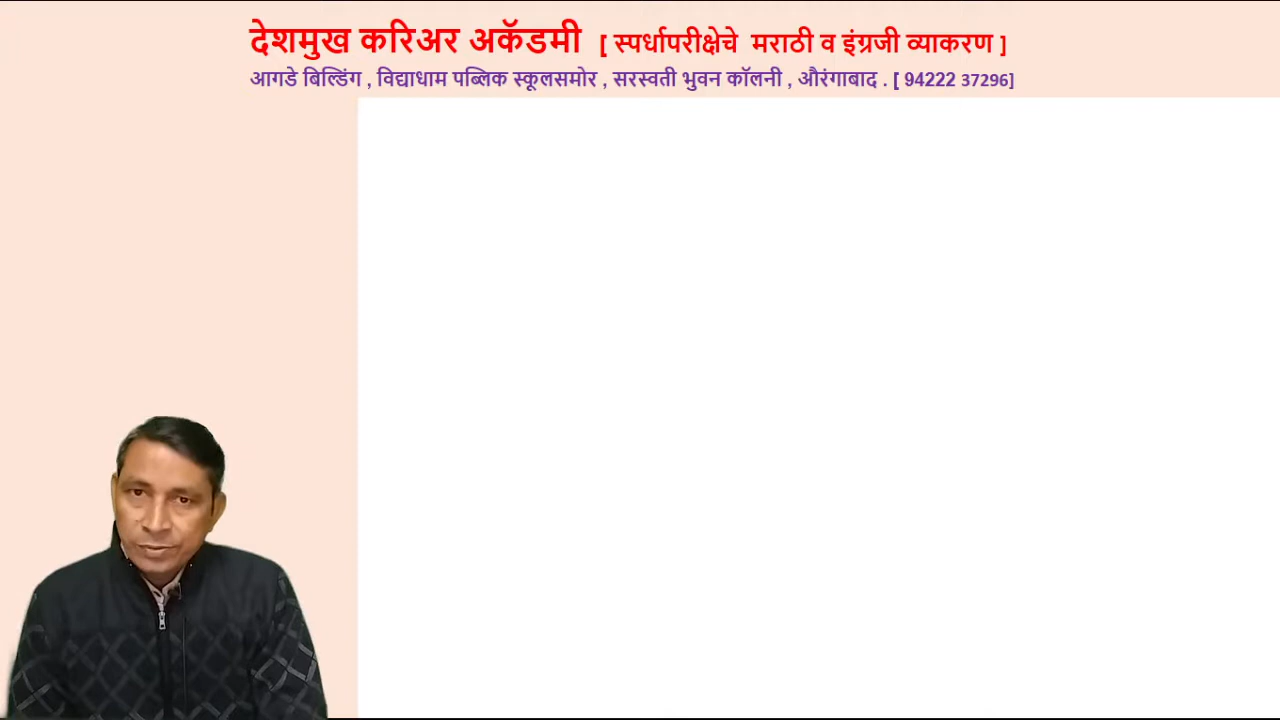 देशमुख करिअर अकॅडमी [ स्पर्धापरीक्षेचे मराठी व इंग्रजी व्याकरण ]
आगडे बिल्डिंग , विद्याधाम पब्लिक स्कूलसमोर , सरस्वती भुवन कॉलनी , औरंगाबाद . [ 94222 37296]